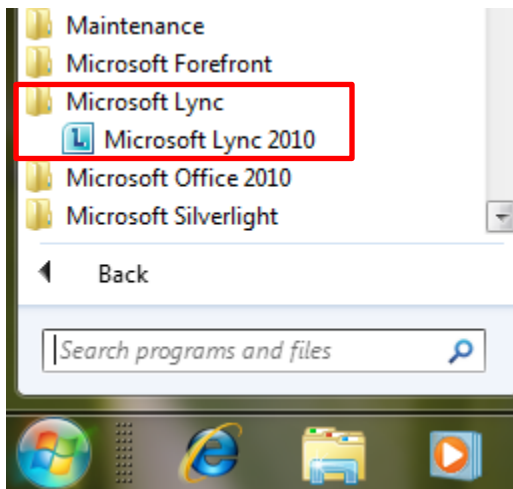 Maintenance
Microsoft Forefront
Microsoft Lync
Microsoft Lync 2010
Microsoft Office 2010
Microsoft Silverlight
Back
Search programs and files